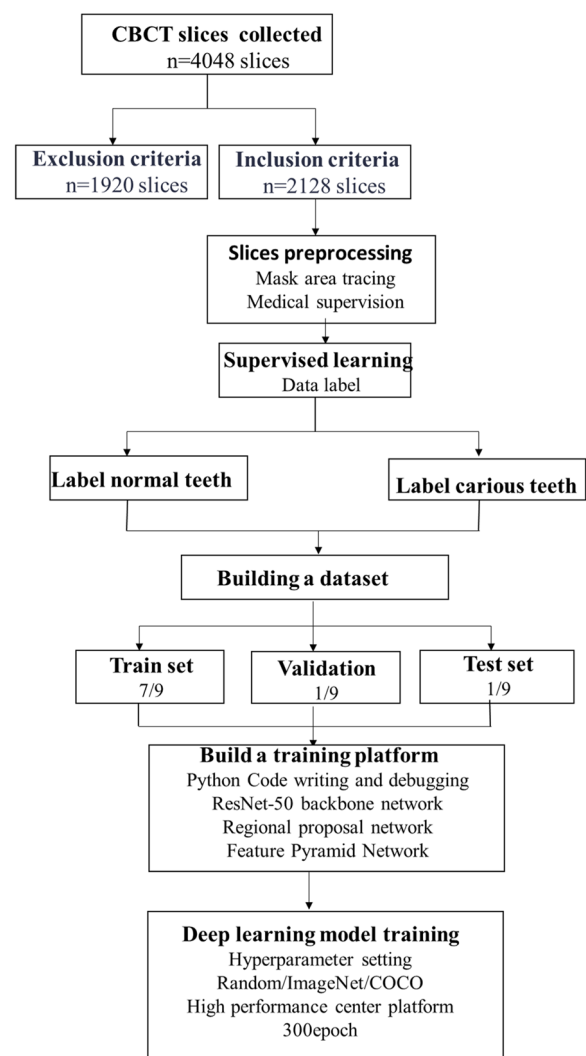 CBCT slices collected
n=4048 slices
Exclusion criteria
n=1920 slices
Inclusion criteria
n=2128 slices
Slices preprocessing
Mask area tracing
Medical supervision
Supervised learning
Data label
Label normal teeth
Label carious teeth
Building a dataset
Train set
7/9
Validation
1/9
Test set
1/9
Build a training platform
Python Code writing and debugging
ResNet-50 backbone network
Regional proposal network
Feature Pyramid Network
Deep learning model training
Hyperparameter setting
Random/ImageNet/COCO
High performance center platform
300epoch